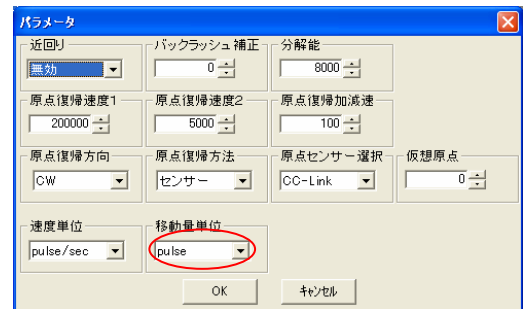 パラメータ
近回り バックラッシュ補正 分解能
無効 0 8000
原点復帰速度1 原点復帰速度2 原点復帰加減速
200000 5000 100
原点復帰方向 原点復帰方法 原点センサー選択 仮想原点
CW センサー CC-Link 0
速度単位 移動量単位
pulse/sec pulse
OK キャンセル